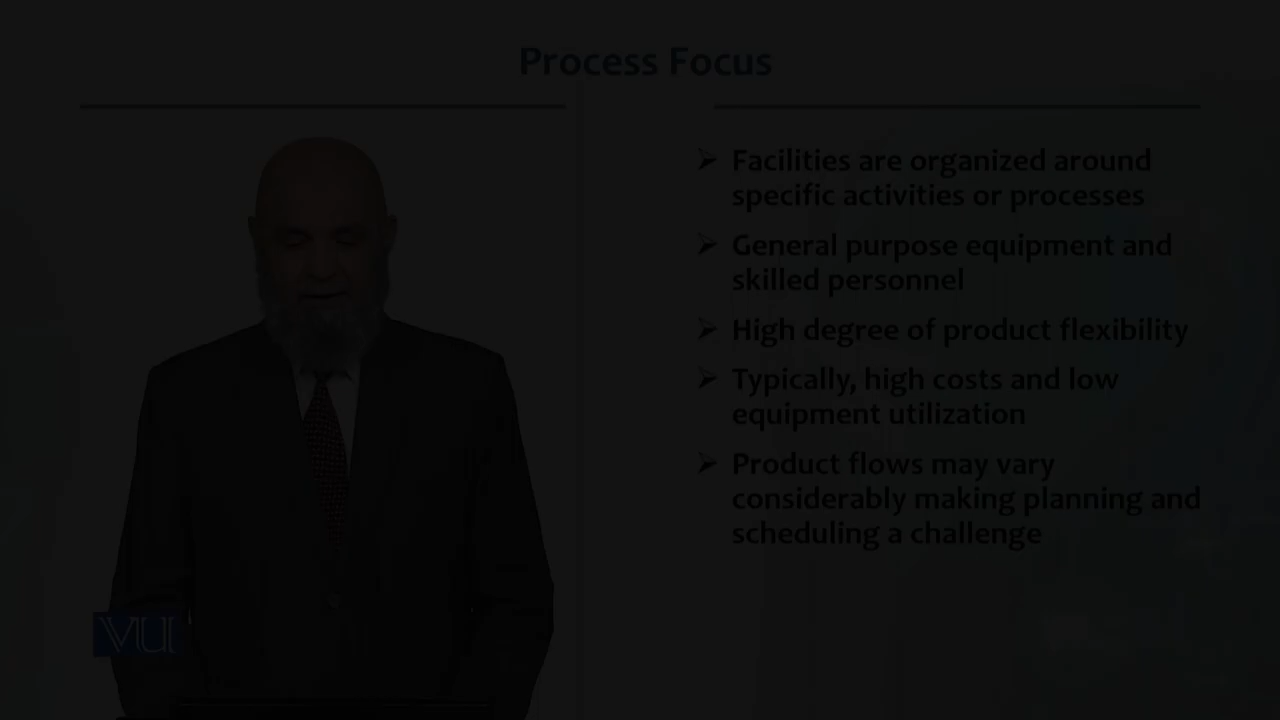 Process Focus
Facilities are organized around
specific activities or processes
General purpose equipment and
skilled personnel
High degree of product flexibility
Typically, high costs and low
equipment utilization
Product flows may vary
considerably making planning and
scheduling a challenge
VU